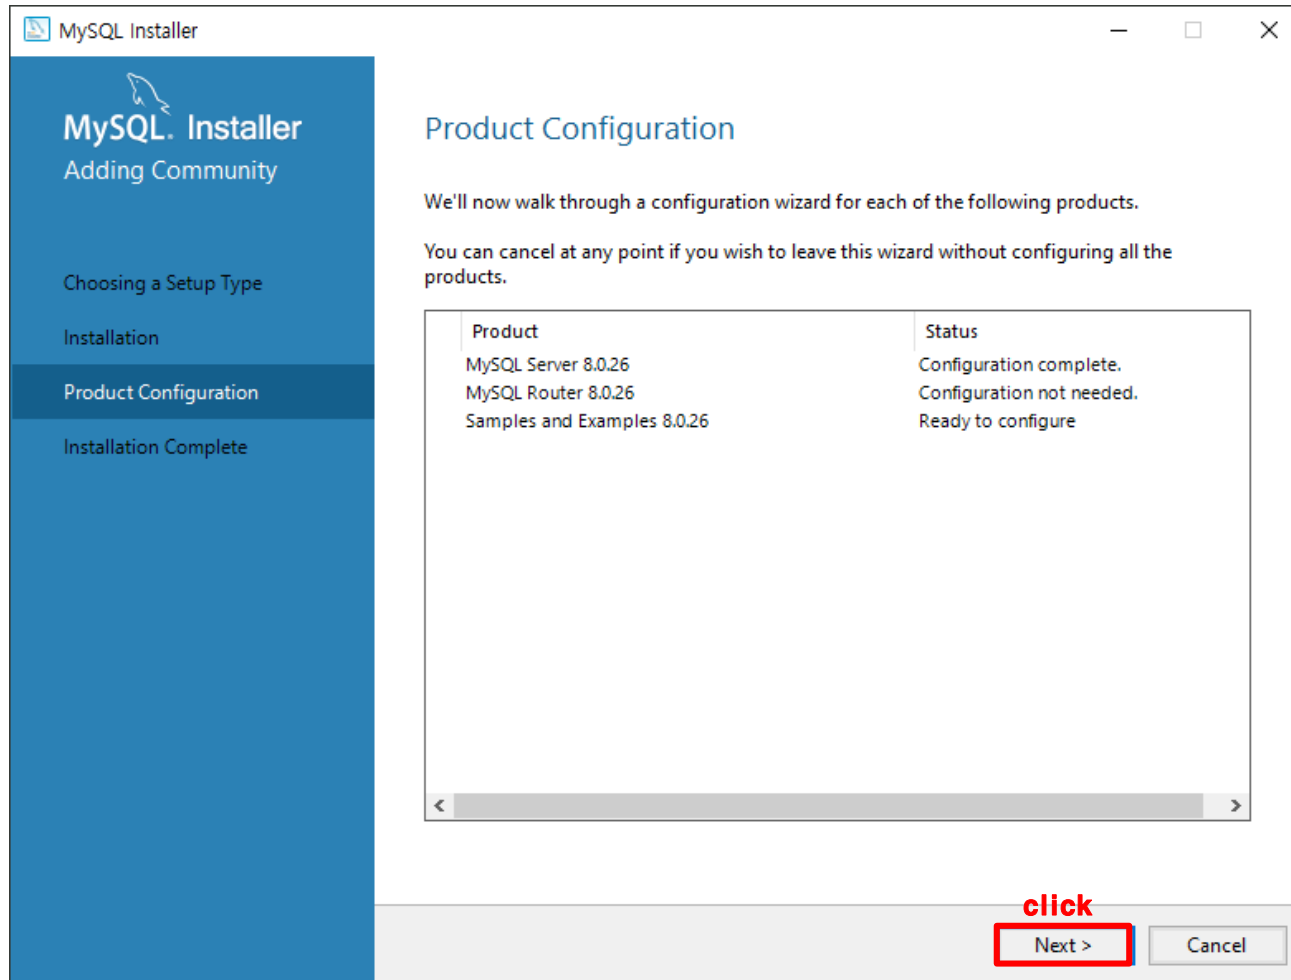 MySQL Installer
MySQL. Installer
Adding Community
Choosing a Setup Type
Installation
Product Configuration
Installation Complete
Product Configuration
We'll now walk through a configuration wizard for each of the following products.
You can cancel at any point if you wish to leave this wizard without configuring all the
products.
Product Status
MySQL Server 8.0.26 Configuration complete.
MySQL Router 8.0.26 Configuration not needed.
Samples and Examples 8.0.26 Ready to configure
click
Next > Cancel